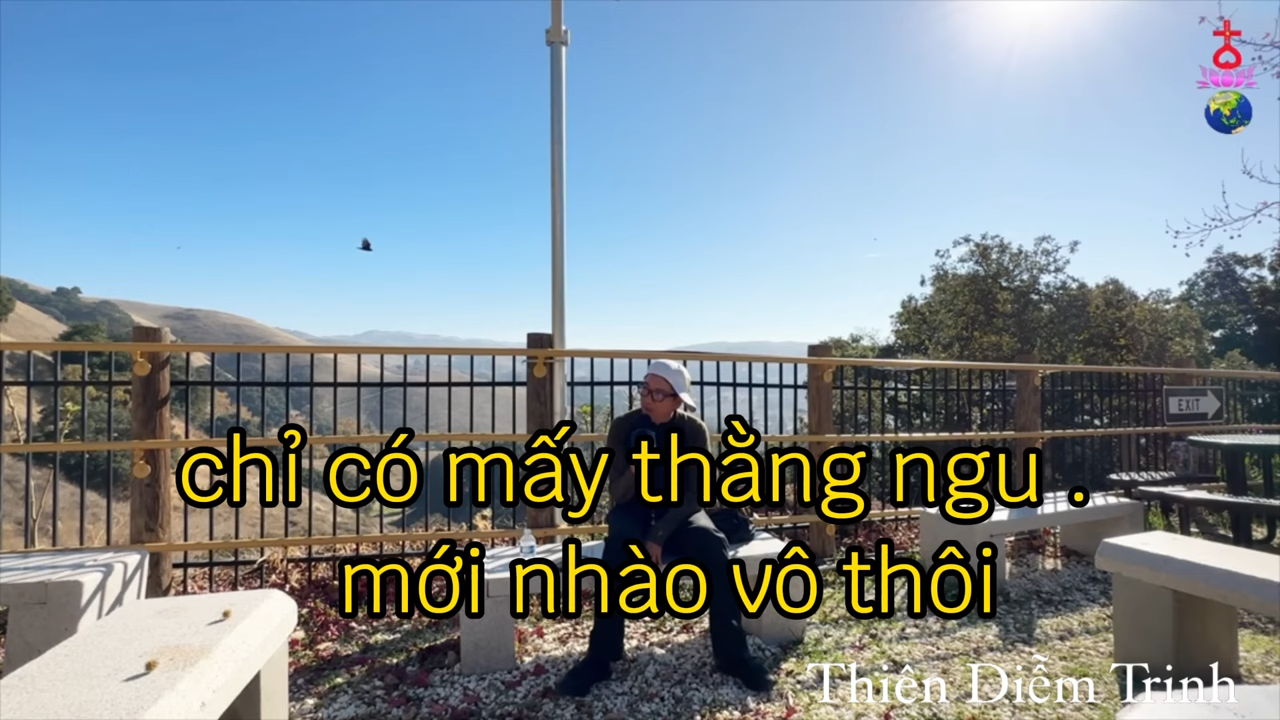 EXIT
chỉ có mấy thằng ngu .
mới nhào vô thôi
Thiên Diễm Trinh